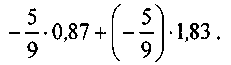 −5/9 · 0,87 + (−5/9) · 1,83.